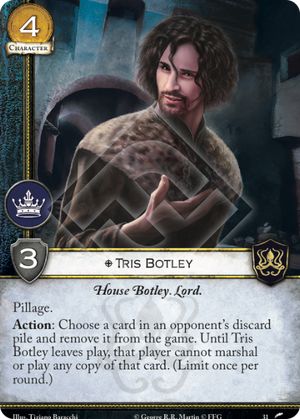 4
CHARACTER
3
TRIS BOTLEY
House Botley. Lord.
Pillage.
Action: Choose a card in an opponent's discard
pile and remove it from the game. Until Tris
Botley leaves play, that player cannot marshal
or play any copy of that card. (Limit once per
round.)
Illus. Tiziano Baracchi © George R.R. Martin © FFG 11